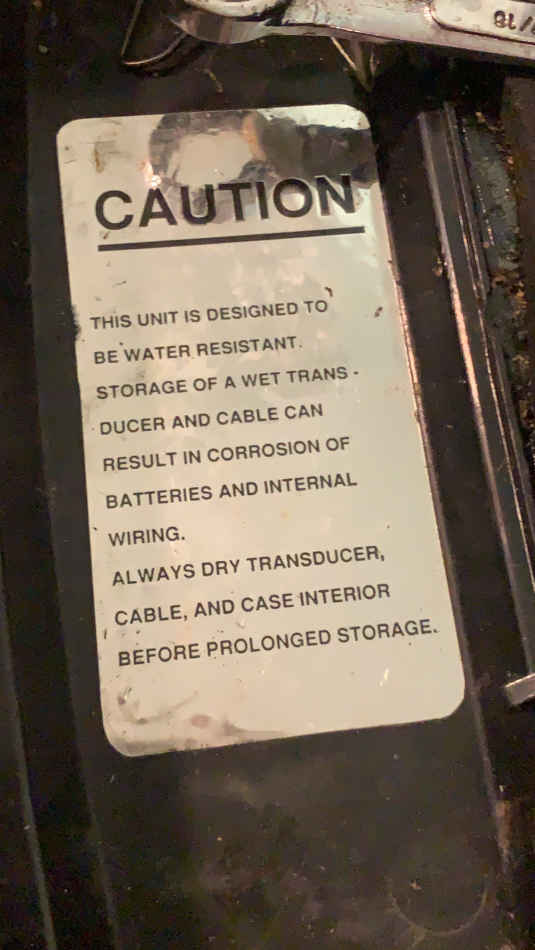 CAUTION
THIS UNIT IS DESIGNED TO
BE WATER RESISTANT.
STORAGE OF A WET TRANS -
DUCER AND CABLE CAN
RESULT IN CORROSION OF
BATTERIES AND INTERNAL
WIRING.
ALWAYS DRY TRANSDUCER,
CABLE, AND CASE INTERIOR
BEFORE PROLONGED STORAGE.